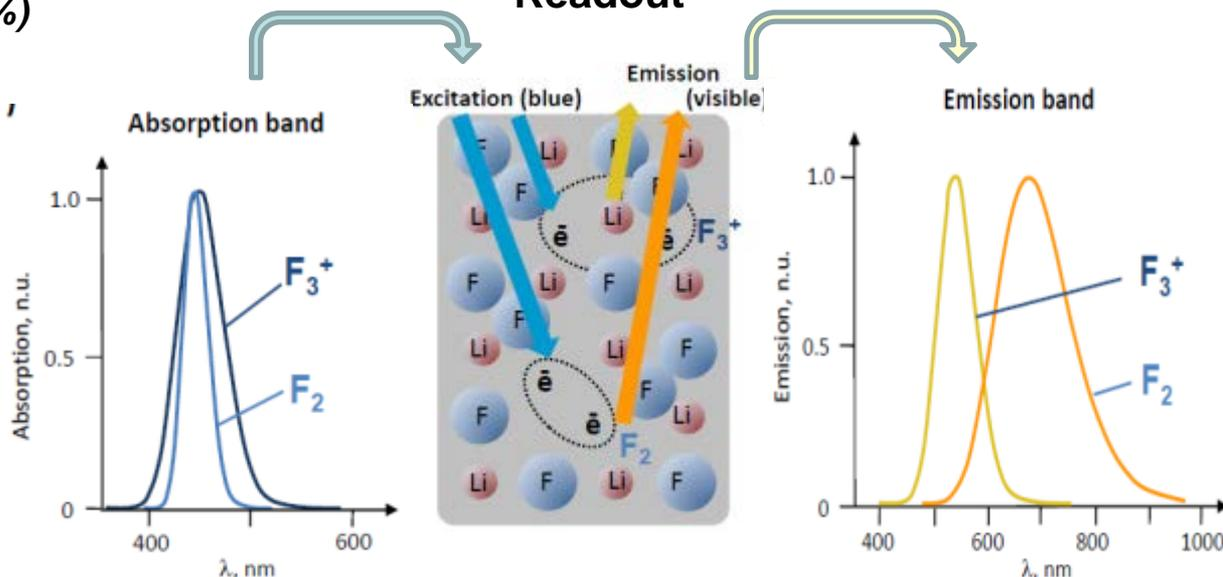 %)
Readout
,
Absorption band
1.0
0.5
0
Absorption, n.u.
400
600
λ, nm
F₃⁺
F₂
Excitation (blue)
Emission
(visible)
F
Li
F
Li
F
F
Li
Li
ē
ē
F₃⁺
F
Li
F
Li
F
Li
Li
F
ē
F
F
Li
ē
F₂
Li
F
Li
F
Emission band
1.0
0.5
0
Emission, n.u.
400
600
800
1000
λ, nm
F₃⁺
F₂